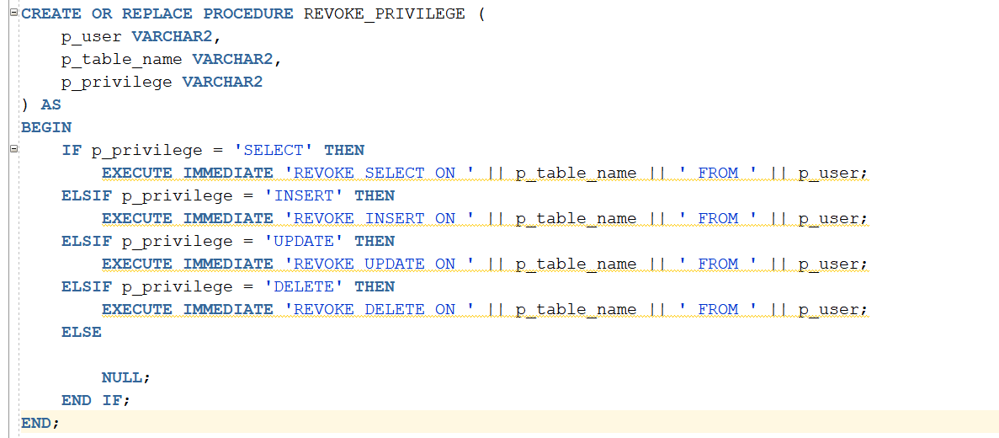 CREATE OR REPLACE PROCEDURE REVOKE_PRIVILEGE (
    p_user VARCHAR2,
    p_table_name VARCHAR2,
    p_privilege VARCHAR2
) AS
BEGIN
    IF p_privilege = 'SELECT' THEN
        EXECUTE IMMEDIATE 'REVOKE SELECT ON ' || p_table_name || ' FROM ' || p_user;
    ELSIF p_privilege = 'INSERT' THEN
        EXECUTE IMMEDIATE 'REVOKE INSERT ON ' || p_table_name || ' FROM ' || p_user;
    ELSIF p_privilege = 'UPDATE' THEN
        EXECUTE IMMEDIATE 'REVOKE UPDATE ON ' || p_table_name || ' FROM ' || p_user;
    ELSIF p_privilege = 'DELETE' THEN
        EXECUTE IMMEDIATE 'REVOKE DELETE ON ' || p_table_name || ' FROM ' || p_user;
    ELSE
        NULL;
    END IF;
END;